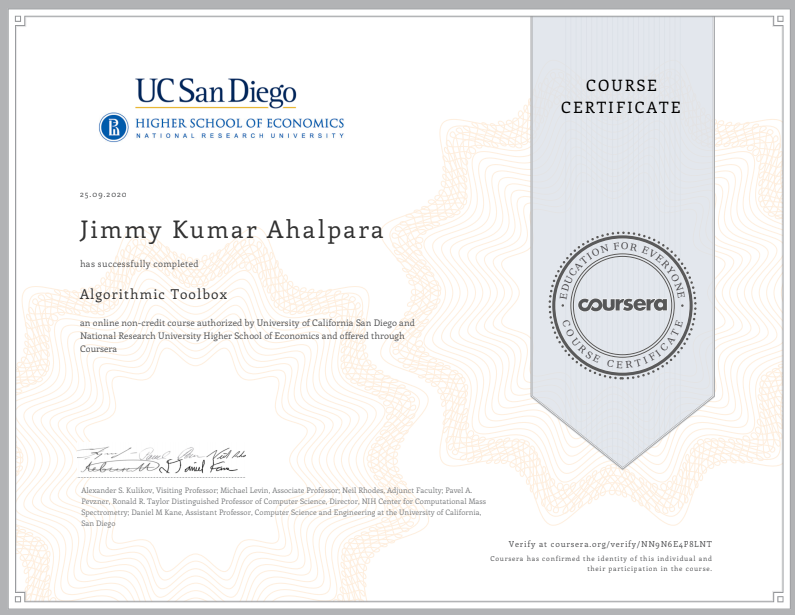 UC San Diego
HIGHER SCHOOL OF ECONOMICS
NATIONAL RESEARCH UNIVERSITY
COURSE
CERTIFICATE
25.09.2020
Jimmy Kumar Ahalpara
has successfully completed
Algorithmic Toolbox
an online non-credit course authorized by University of California San Diego and
National Research University Higher School of Economics and offered through
Coursera
EDUCATION FOR EVERYONE
coursera
COURSE CERTIFICATE
Alexander S. Kulikov, Visiting Professor; Michael Levin, Associate Professor; Neil Rhodes, Adjunct Faculty; Pavel A.
Pevzner, Ronald R. Taylor Distinguished Professor of Computer Science, Director, NIH Center for Computational Mass
Spectrometry; Daniel M Kane, Assistant Professor, Computer Science and Engineering at the University of California,
San Diego
Verify at coursera.org/verify/NN9N6E4P8LNT
Coursera has confirmed the identity of this individual and
their participation in the course.